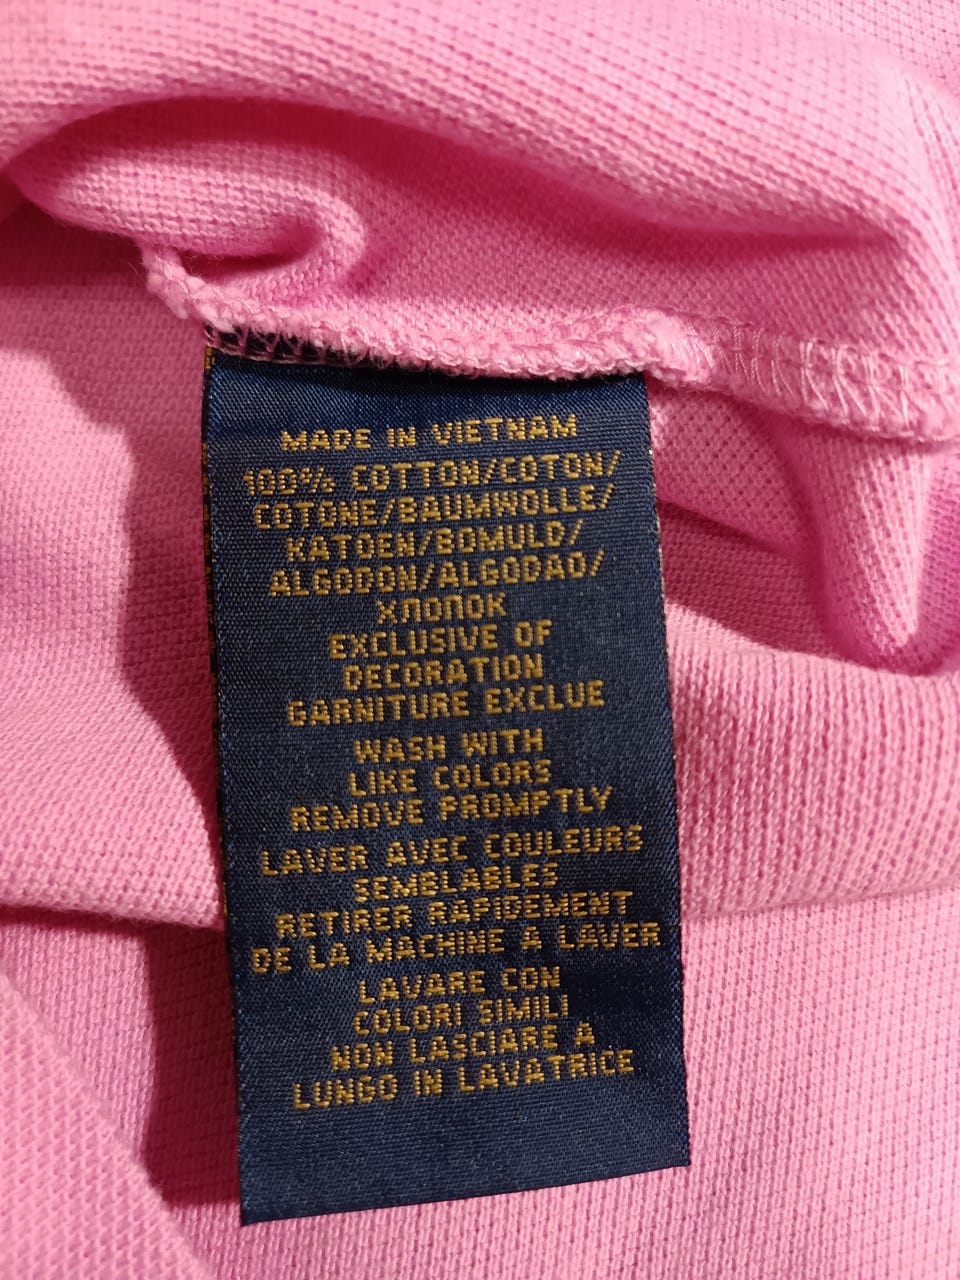 MADE IN VIETNAM
100% COTTON/COTON/
COTONE/BAUMWOLLE/
KATOEN/BOMULD/
ALGODON/ALGODAO/
ХЛОПОК
EXCLUSIVE OF
DECORATION
GARNITURE EXCLUE
WASH WITH
LIKE COLORS
REMOVE PROMPTLY
LAVER AVEC COULEURS
SEMBLABLES
RETIRER RAPIDEMENT
DE LA MACHINE A LAVER
LAVARE CON
COLORI SIMILI
NON LASCIARE A
LUNGO IN LAVATRICE